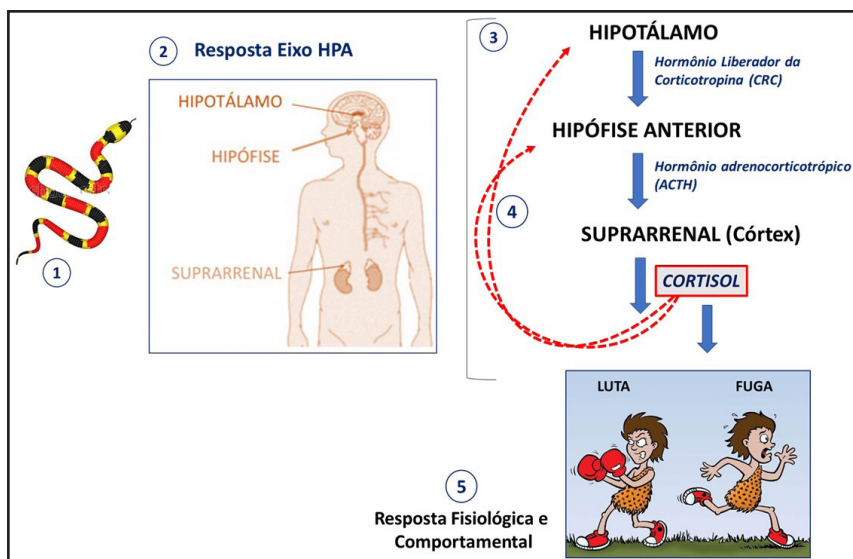 2
Resposta Eixo HPA
HIPOTÁLAMO
HIPÓFISE
SUPRARRENAL
1
3
HIPOTÁLAMO
Hormônio Liberador da
Corticotropina (CRC)
HIPÓFISE ANTERIOR
Hormônio adrenocorticotrópico
(ACTH)
4
SUPRARRENAL (Córtex)
CORTISOL
LUTA
FUGA
5
Resposta Fisiológica e
Comportamental